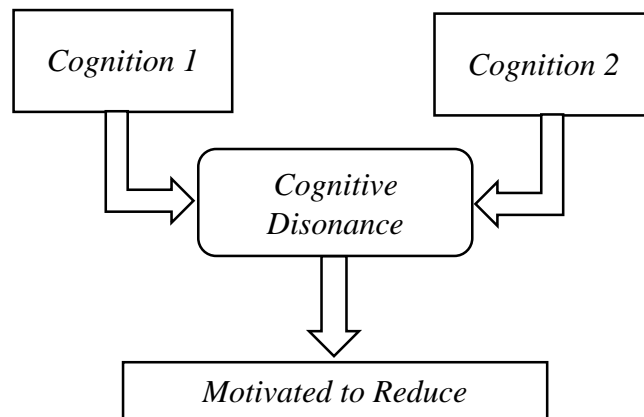 Cognition 1
Cognition 2
Cognitive
Disonance
Motivated to Reduce